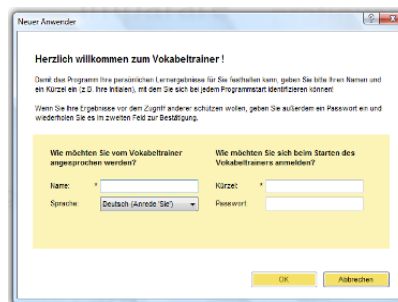 Neuer Anwender
Herzlich willkommen zum Vokabeltrainer !
Damit das Programm Ihre persönlichen Lernergebnisse für Sie festhalten kann, geben Sie bitte Ihren Namen und
ein Kürzel ein (z.B. Ihre Initialen), mit dem Sie sich bei jedem Programmstart identifizieren können!
Wenn Sie Ihre Ergebnisse vor dem Zugriff anderer schützen wollen, geben Sie außerdem ein Passwort ein und
wiederholen Sie es im zweiten Feld zur Bestätigung.
Wie möchten Sie vom Vokabeltrainer
angesprochen werden?
Name: *
Sprache: Deutsch (Anrede 'Sie')
Wie möchten Sie sich beim Starten des
Vokabeltrainers anmelden?
Kürzel: *
Passwort
OK Abbrechen